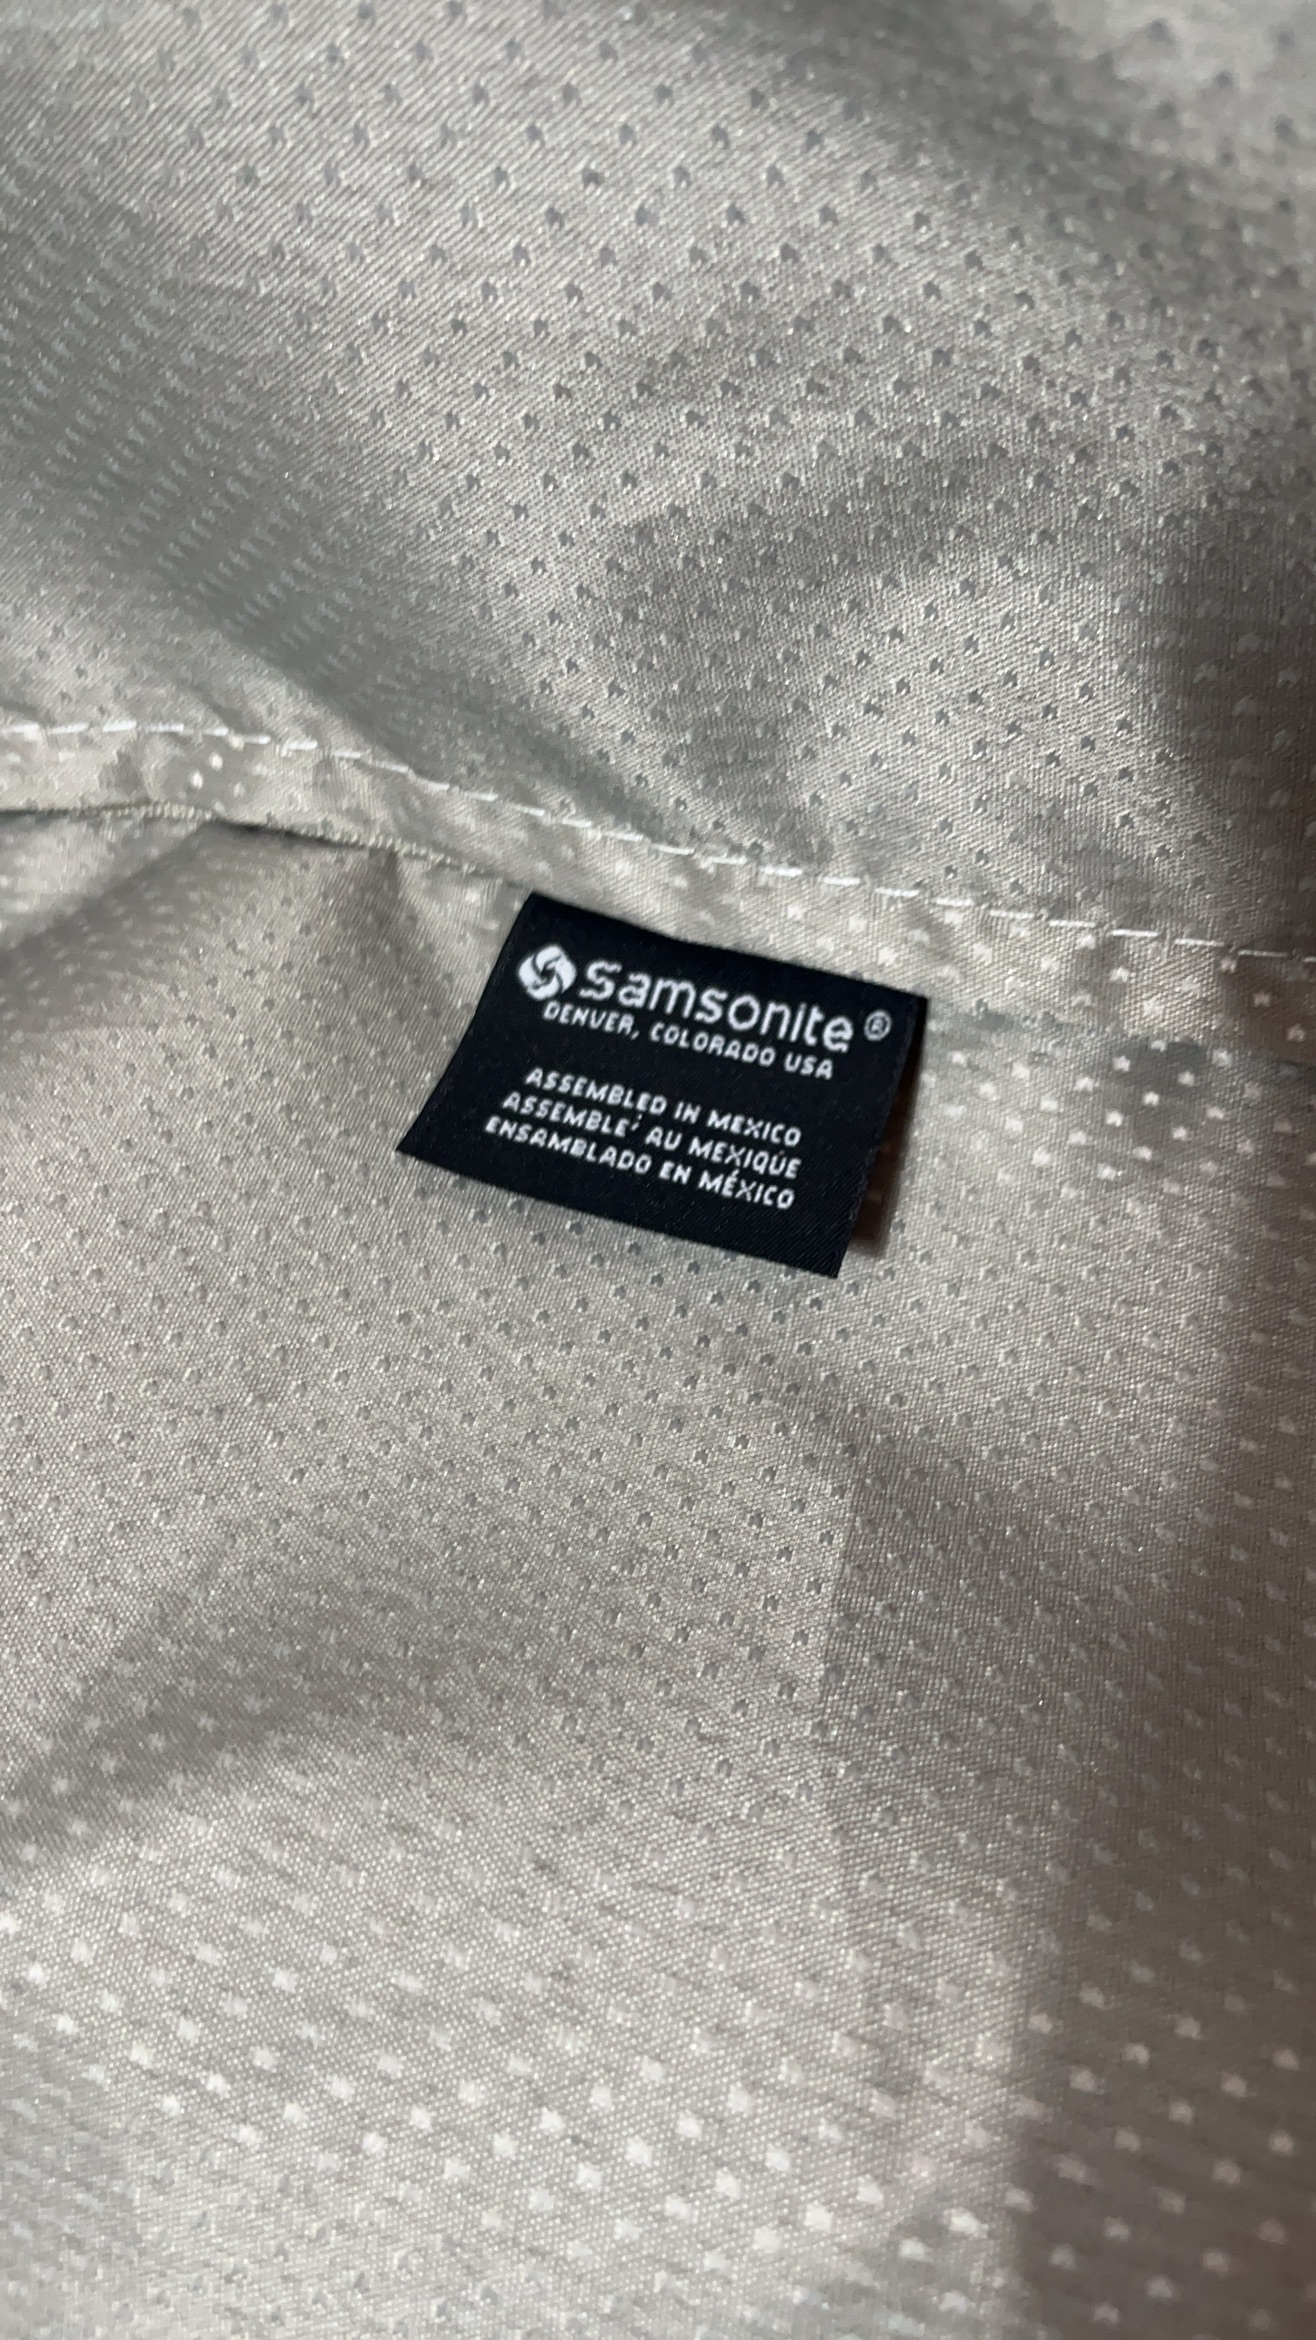 Samsonite®
DENVER, COLORADO USA
ASSEMBLED IN MEXICO
ASSEMBLE' AU MEXIQUE
ENSAMBLADO EN MÉXICO